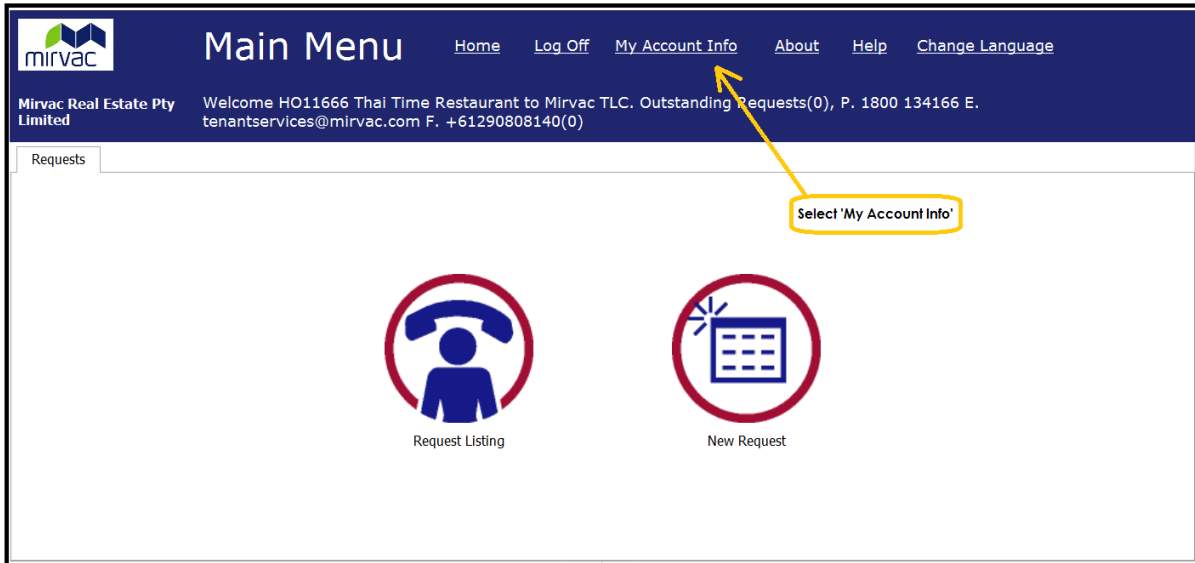 mirvac
Main Menu
Home Log Off My Account Info About Help Change Language
Mirvac Real Estate Pty
Limited
Welcome HO11666 Thai Time Restaurant to Mirvac TLC. Outstanding Requests(0), P. 1800 134166 E.
tenantservices@mirvac.com F. +61290808140(0)
Requests
Select 'My Account Info'
Request Listing
New Request